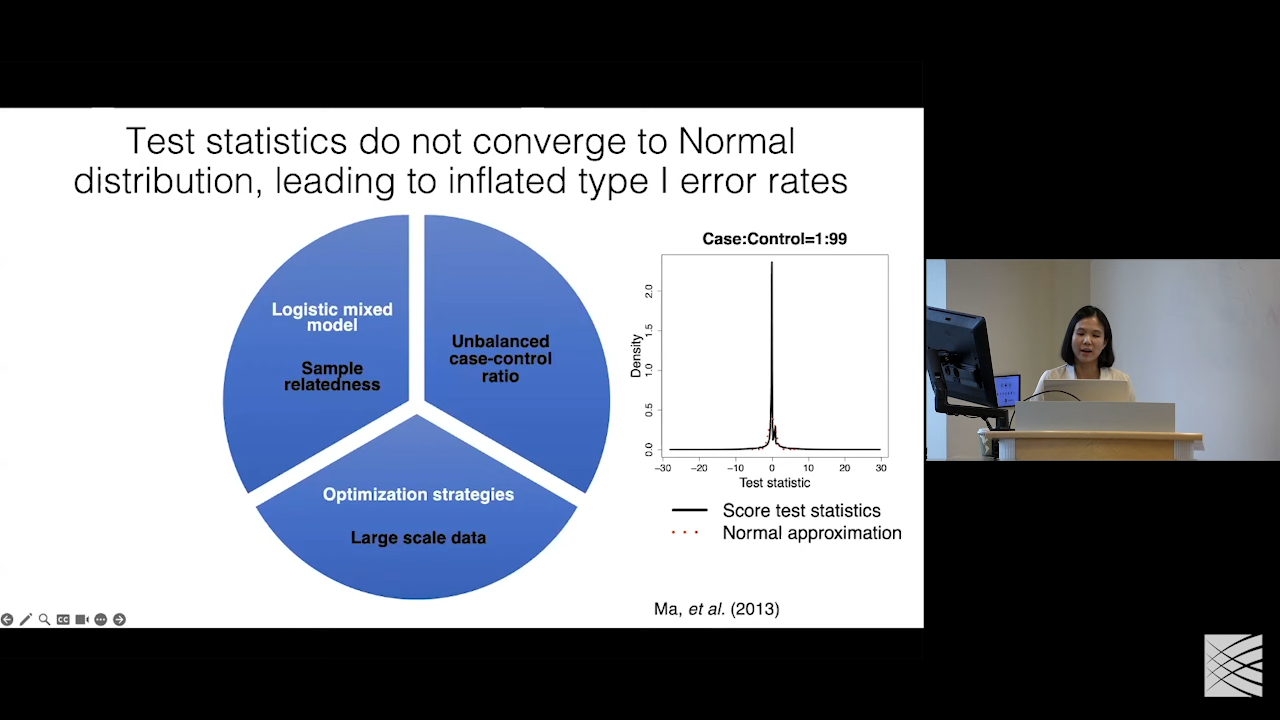 Test statistics do not converge to Normal
distribution, leading to inflated type I error rates
Logistic mixed
model
Sample
relatedness
Unbalanced
case-control
ratio
Optimization strategies
Large scale data
Case:Control=1:99
Density
0.0
0.5
1.0
1.5
2.0
−30
−20
−10
0
10
20
30
Test statistic
Score test statistics
Normal approximation
Ma, et al. (2013)
CC